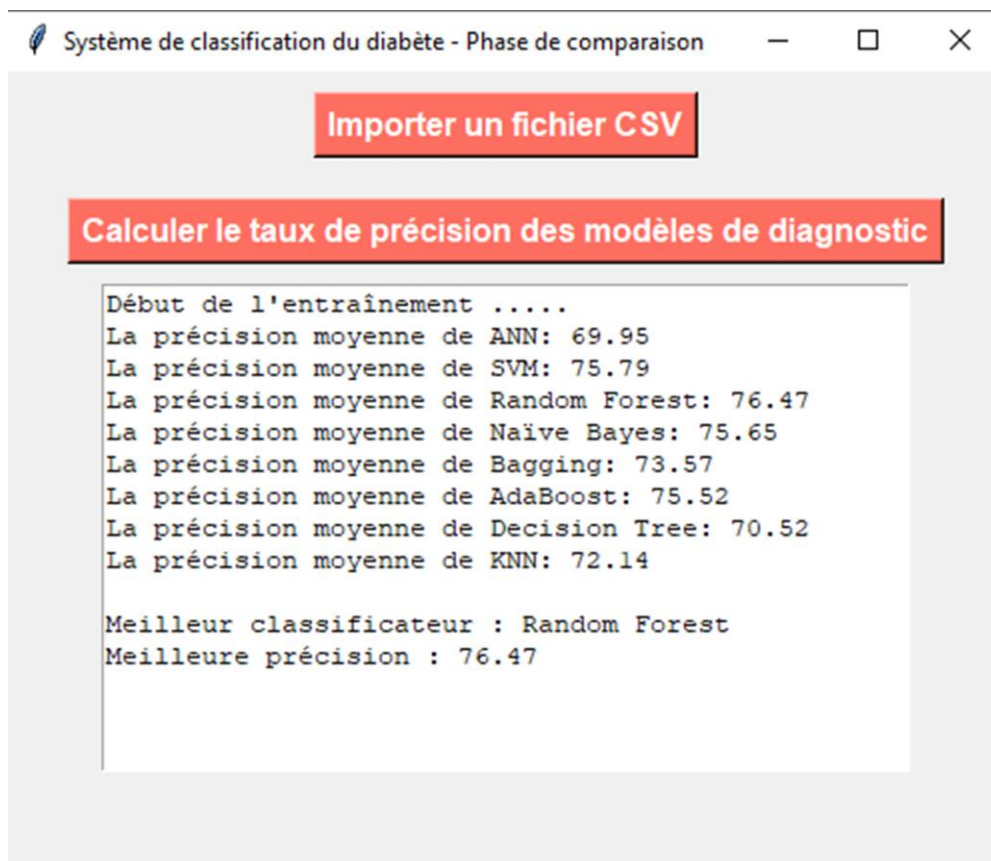 Système de classification du diabète - Phase de comparaison
Importer un fichier CSV
Calculer le taux de précision des modèles de diagnostic
Début de l'entraînement .....
La précision moyenne de ANN: 69.95
La précision moyenne de SVM: 75.79
La précision moyenne de Random Forest: 76.47
La précision moyenne de Naïve Bayes: 75.65
La précision moyenne de Bagging: 73.57
La précision moyenne de AdaBoost: 75.52
La précision moyenne de Decision Tree: 70.52
La précision moyenne de KNN: 72.14
Meilleur classificateur : Random Forest
Meilleure précision : 76.47